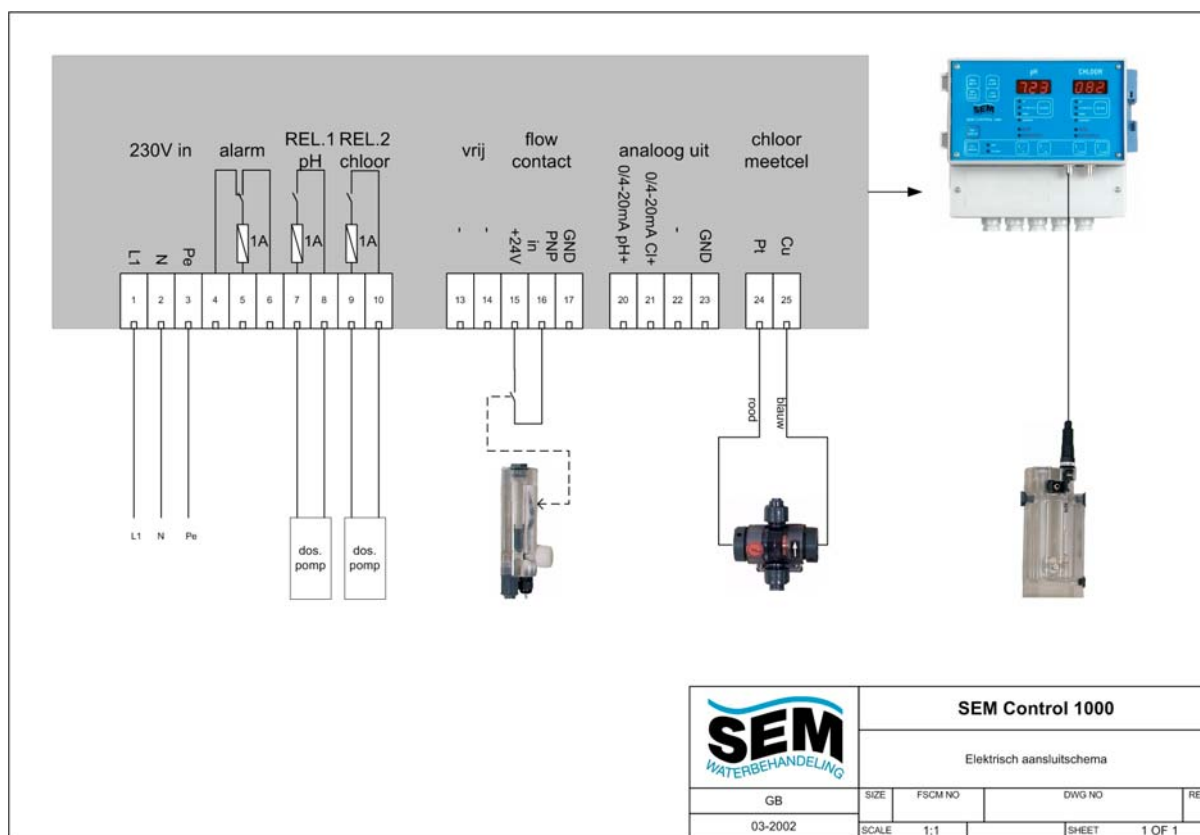 230V in
alarm
REL.1
pH
REL.2
chloor
vrij
flow
contact
analoog uit
chloor
meetcel
1A
1A
1A
L1
N
Pe
-
-
+24V
in
PNP
GND
0/4-20mA pH+
0/4-20mA Cl+
-
GND
Pt
Cu
1
2
3
4
5
6
7
8
9
10
13
14
15
16
17
20
21
22
23
24
25
rood
blauw
L1
N
Pe
dos.
pomp
dos.
pomp
pH
CHLOOR
7.23
0.82
SEM
SEM
WATERBEHANDELING
SEM Control 1000
Elektrisch aansluitschema
GB
03-2002
SIZE
FSCM NO
DWG NO
RE
SCALE
1:1
SHEET
1 OF 1